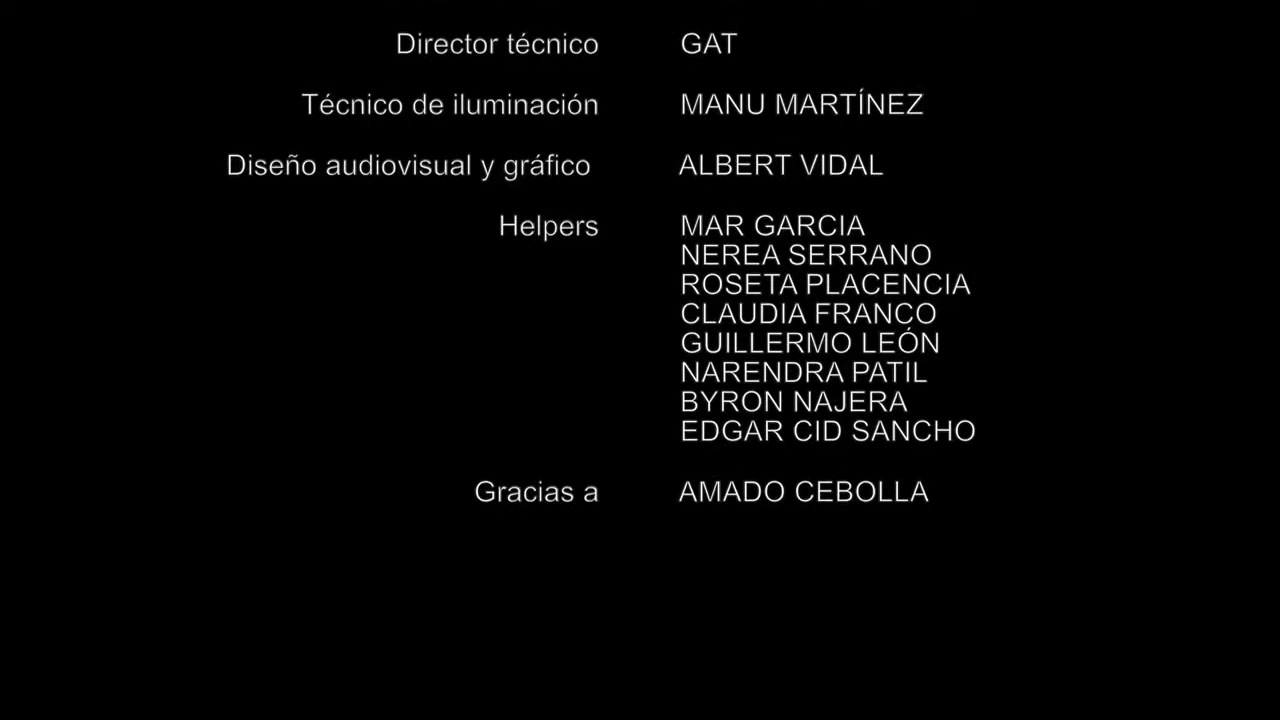 Director técnico GAT
Técnico de iluminación MANU MARTÍNEZ
Diseño audiovisual y gráfico ALBERT VIDAL
Helpers MAR GARCIA
NEREA SERRANO
ROSETA PLACENCIA
CLAUDIA FRANCO
GUILLERMO LEÓN
NARENDRA PATIL
BYRON NAJERA
EDGAR CID SANCHO
Gracias a AMADO CEBOLLA